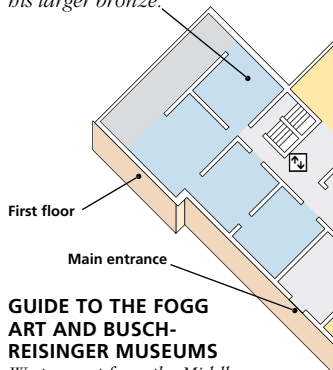 his larger bronze.
First floor
Main entrance
GUIDE TO THE FOGG
ART AND BUSCH-
REISINGER MUSEUMS